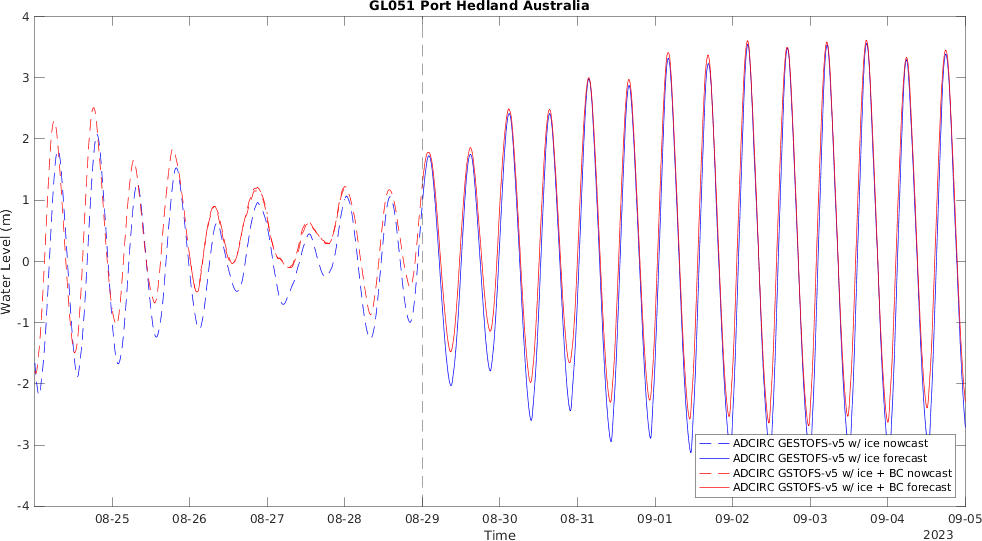 GL051 Port Hedland Australia
4
3
2
1
0
-1
-2
-3
-4
Water Level (m)
ADCIRC GESTOFS-v5 w/ ice nowcast
ADCIRC GESTOFS-v5 w/ ice forecast
ADCIRC GSTOFS-v5 w/ ice + BC nowcast
ADCIRC GSTOFS-v5 w/ ice + BC forecast
08-25 08-26 08-27 08-28 08-29 08-30 08-31 09-01 09-02 09-03 09-04 09-05
Time
2023